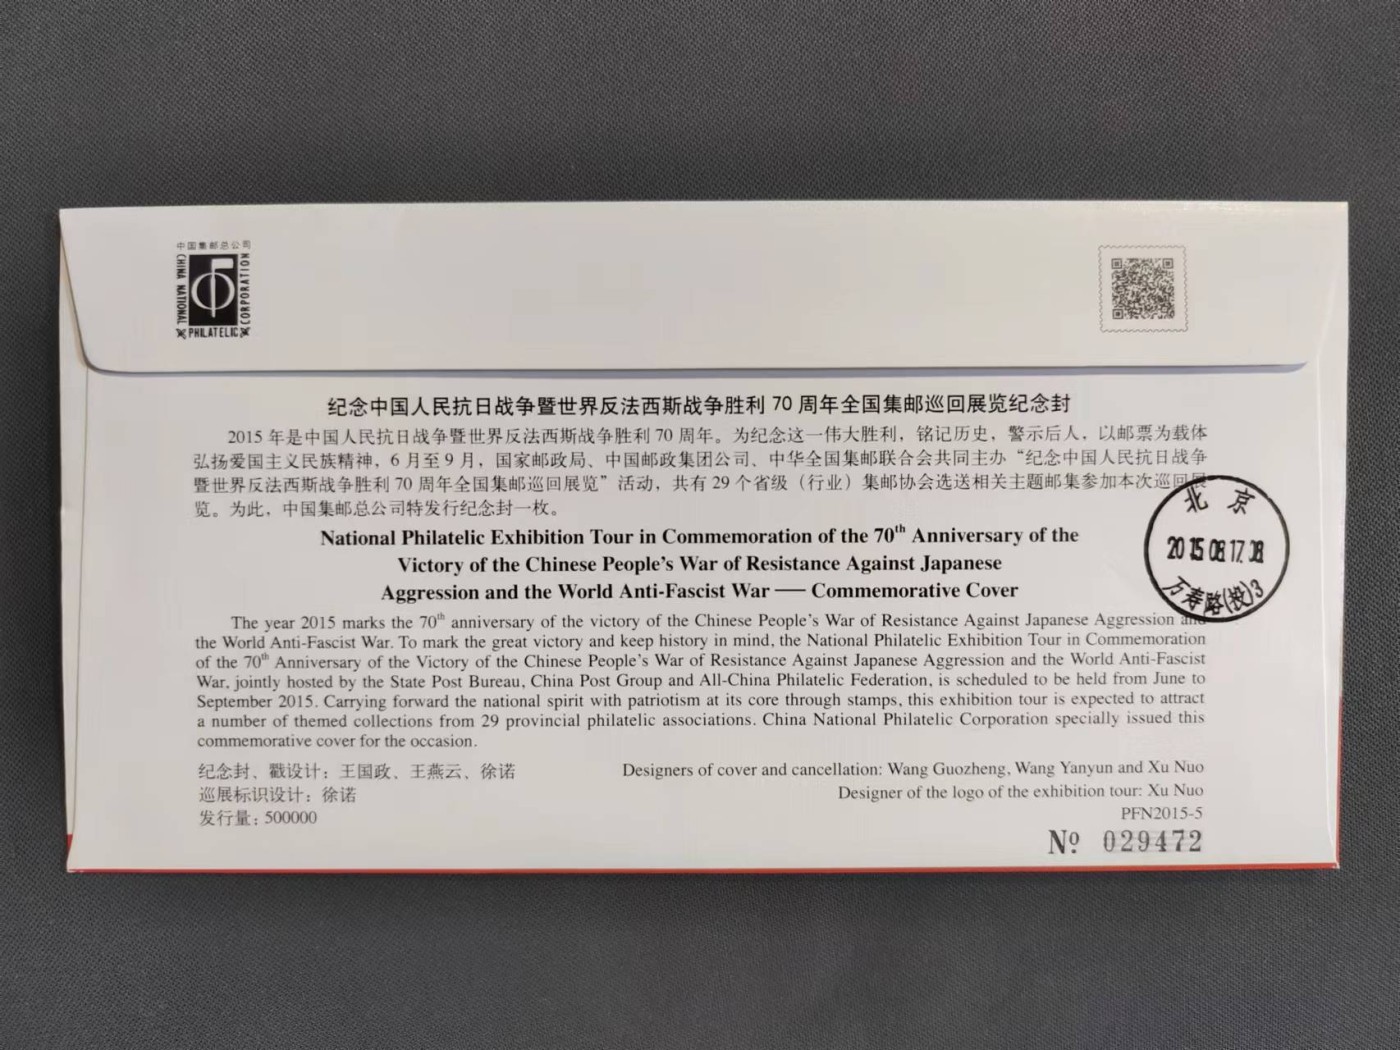 中国集邮总公司
CHINA NATIONAL
PHILATELIC
CORPORATION
纪念中国人民抗日战争暨世界反法西斯战争胜利 70 周年全国集邮巡回展览纪念封
2015 年是中国人民抗日战争暨世界反法西斯战争胜利 70 周年。为纪念这一伟大胜利，铭记历史，警示后人，以邮票为载体
弘扬爱国主义民族精神，6 月至 9 月，国家邮政局、中国邮政集团公司、中华全国集邮联合会共同主办“纪念中国人民抗日战争
暨世界反法西斯战争胜利 70 周年全国集邮巡回展览”活动，共有 29 个省级（行业）集邮协会选送相关主题邮集参加本次巡回展
览。为此，中国集邮总公司特发行纪念封一枚。
National Philatelic Exhibition Tour in Commemoration of the 70th Anniversary of the
Victory of the Chinese People's War of Resistance Against Japanese
Aggression and the World Anti-Fascist War — Commemorative Cover
北 京
2015.08.17.08
万寿路(投)3
The year 2015 marks the 70th anniversary of the victory of the Chinese People's War of Resistance Against Japanese Aggression and
the World Anti-Fascist War. To mark the great victory and keep history in mind, the National Philatelic Exhibition Tour in Commemoration
of the 70th Anniversary of the Victory of the Chinese People's War of Resistance Against Japanese Aggression and the World Anti-Fascist
War, jointly hosted by the State Post Bureau, China Post Group and All-China Philatelic Federation, is scheduled to be held from June to
September 2015. Carrying forward the national spirit with patriotism at its core through stamps, this exhibition tour is expected to attract
a number of themed collections from 29 provincial philatelic associations. China National Philatelic Corporation specially issued this
commemorative cover for the occasion.
纪念封、戳设计：王国政、王燕云、徐诺
巡展标识设计：徐诺
发行量：500000
Designers of cover and cancellation: Wang Guozheng, Wang Yanyun and Xu Nuo
Designer of the logo of the exhibition tour: Xu Nuo
PFN2015-5
№ 029472